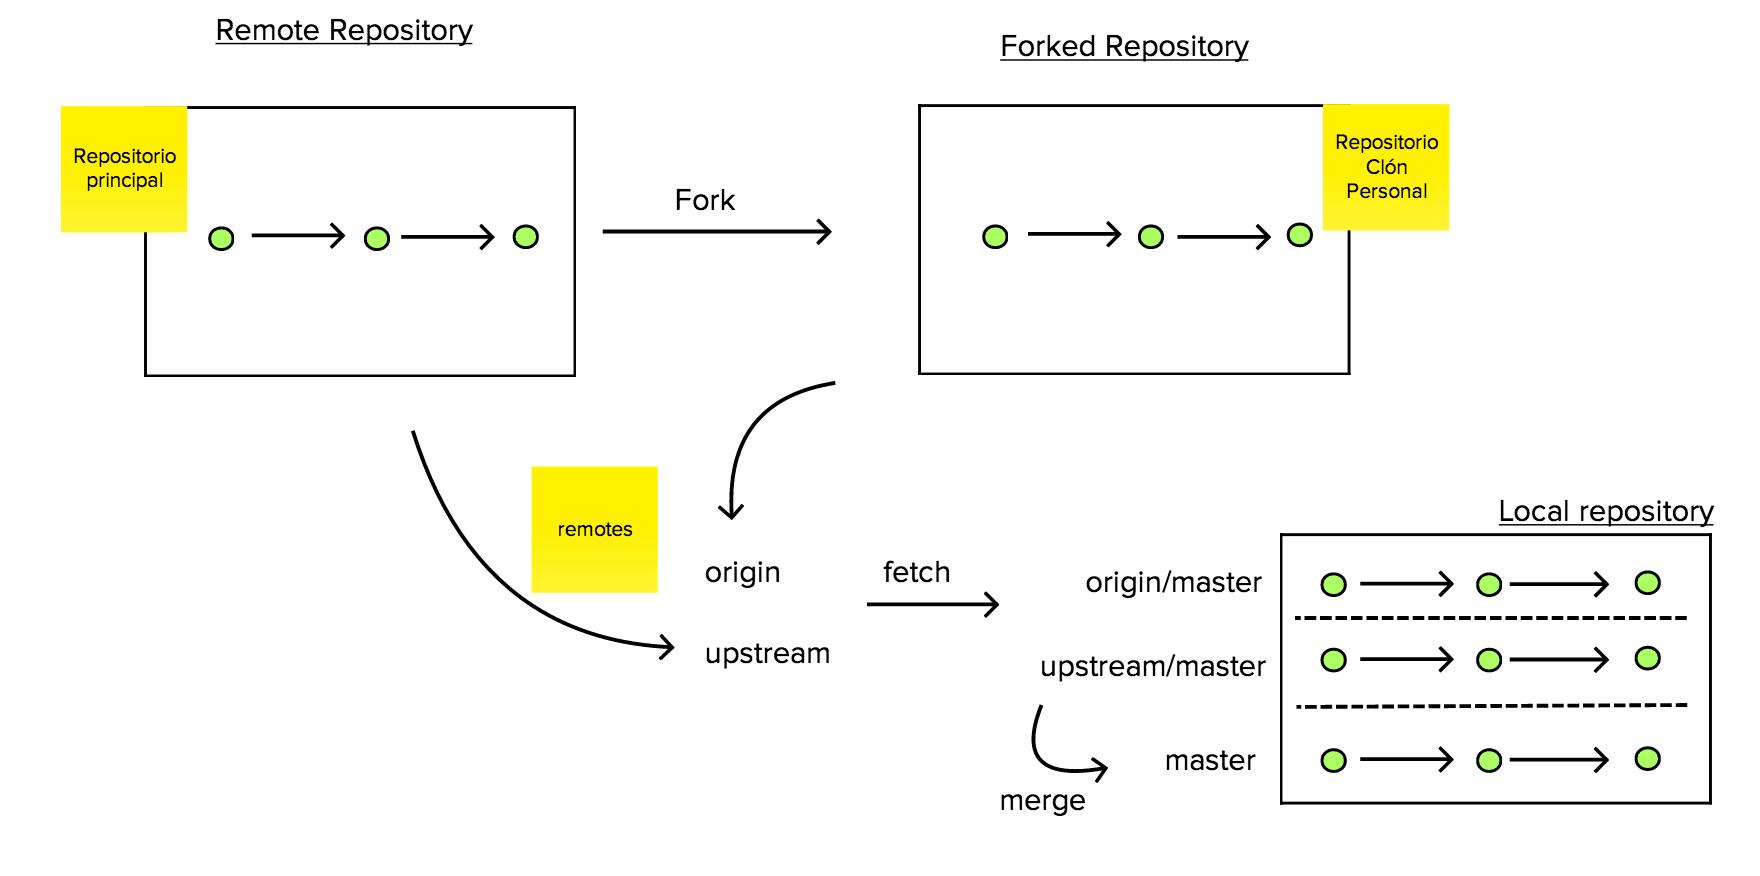 Remote Repository
Forked Repository
Repositorio
principal
Fork
Repositorio
Clón
Personal
remotes
origin
upstream
fetch
Local repository
origin/master
upstream/master
master
merge